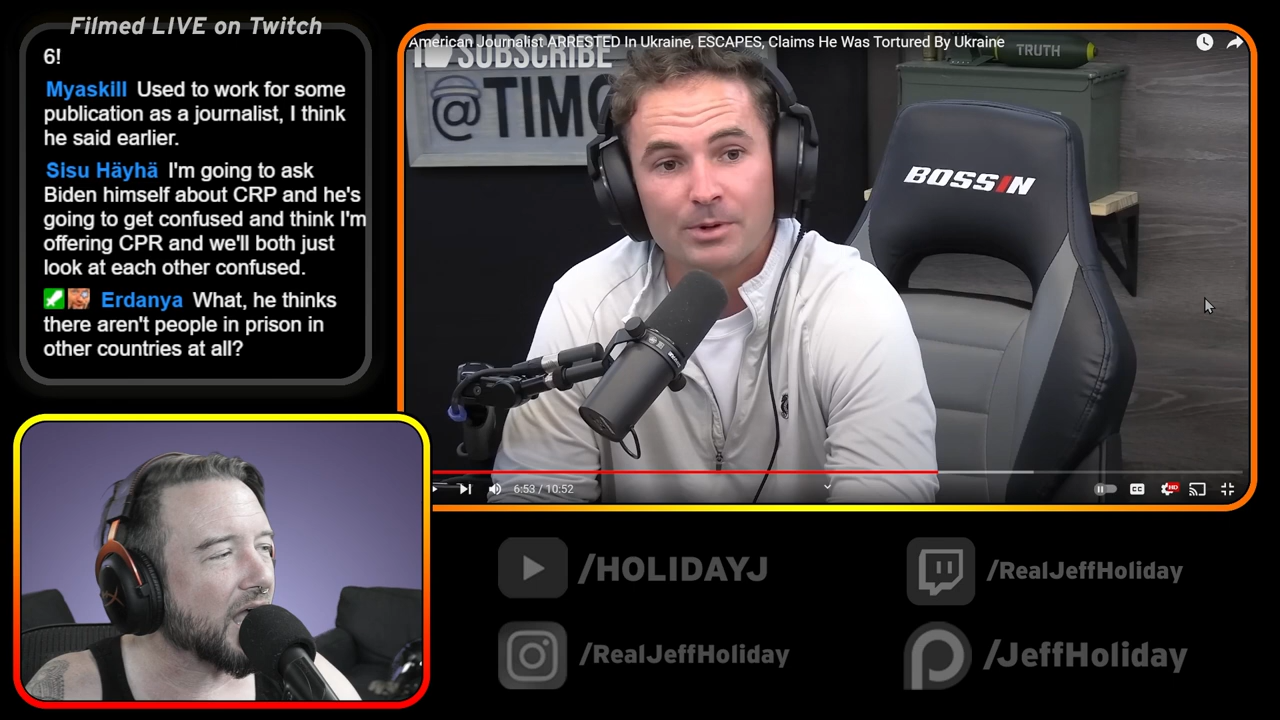 Filmed LIVE on Twitch
6!
Myaskill Used to work for some
publication as a journalist, I think
he said earlier.
Sisu Häyhä I'm going to ask
Biden himself about CRP and he's
going to get confused and think I'm
offering CPR and we'll both just
look at each other confused.
Erdanya What, he thinks
there aren't people in prison in
other countries at all?
American Journalist ARRESTED In Ukraine, ESCAPES, Claims He Was Tortured By Ukraine
SUBSCRIBE
@TIMC
TRUTH
BOSSIN
6:53 / 10:52
CC
HD
/HOLIDAYJ
/RealJeffHoliday
/RealJeffHoliday
/JeffHoliday